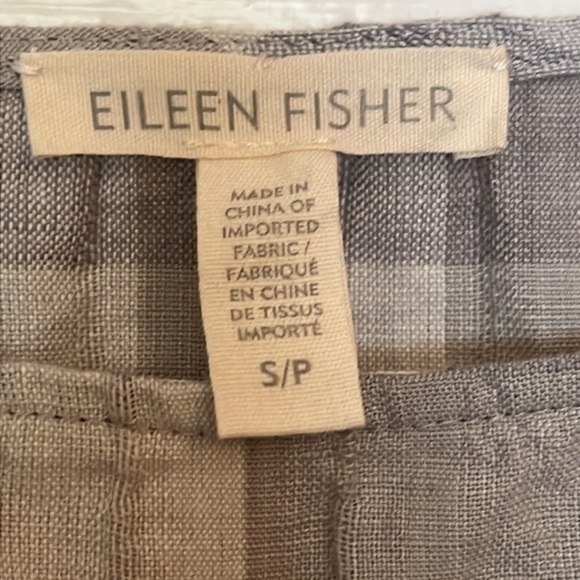 EILEEN FISHER
MADE IN
CHINA OF
IMPORTED
FABRIC /
FABRIQUÉ
EN CHINE
DE TISSUS
IMPORTÉ
S/P